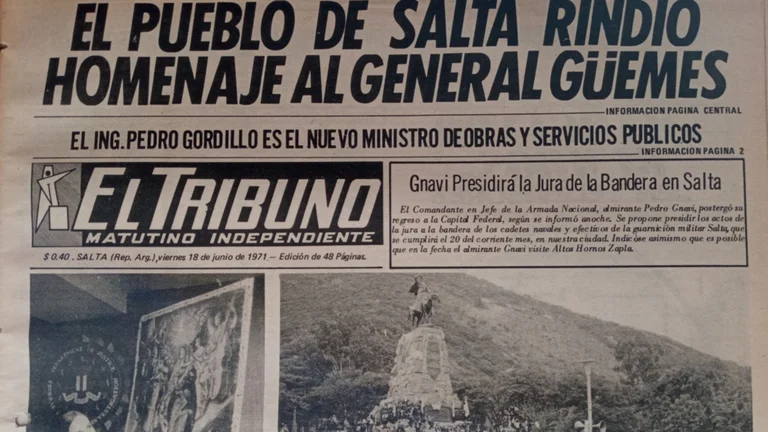 EL PUEBLO DE SALTA RINDIO
HOMENAJE AL GENERAL GÜEMES
INFORMACION PAGINA CENTRAL
EL ING. PEDRO GORDILLO ES EL NUEVO MINISTRO DE OBRAS Y SERVICIOS PUBLICOS
INFORMACION PAGINA 2
EL TRIBUNO
MATUTINO INDEPENDIENTE
$ 0.40.- SALTA (Rep. Arg.), viernes 18 de junio de 1971.- Edición de 48 Páginas.
Gnavi Presidirá la Jura de la Bandera en Salta
El Comandante en Jefe de la Armada Nacional, almirante Pedro Gnavi, postergó su
regreso a la Capital Federal, según se informó anoche. Se propone presidir los actos de
la jura a la bandera de los cadetes navales y efectivos de la guarnición militar Salta, que
se cumplirá el 20 del corriente mes, en nuestra ciudad. Indicóse asimismo que es posible
que en la fecha el almirante Gnavi visite Altos Hornos Zapla.